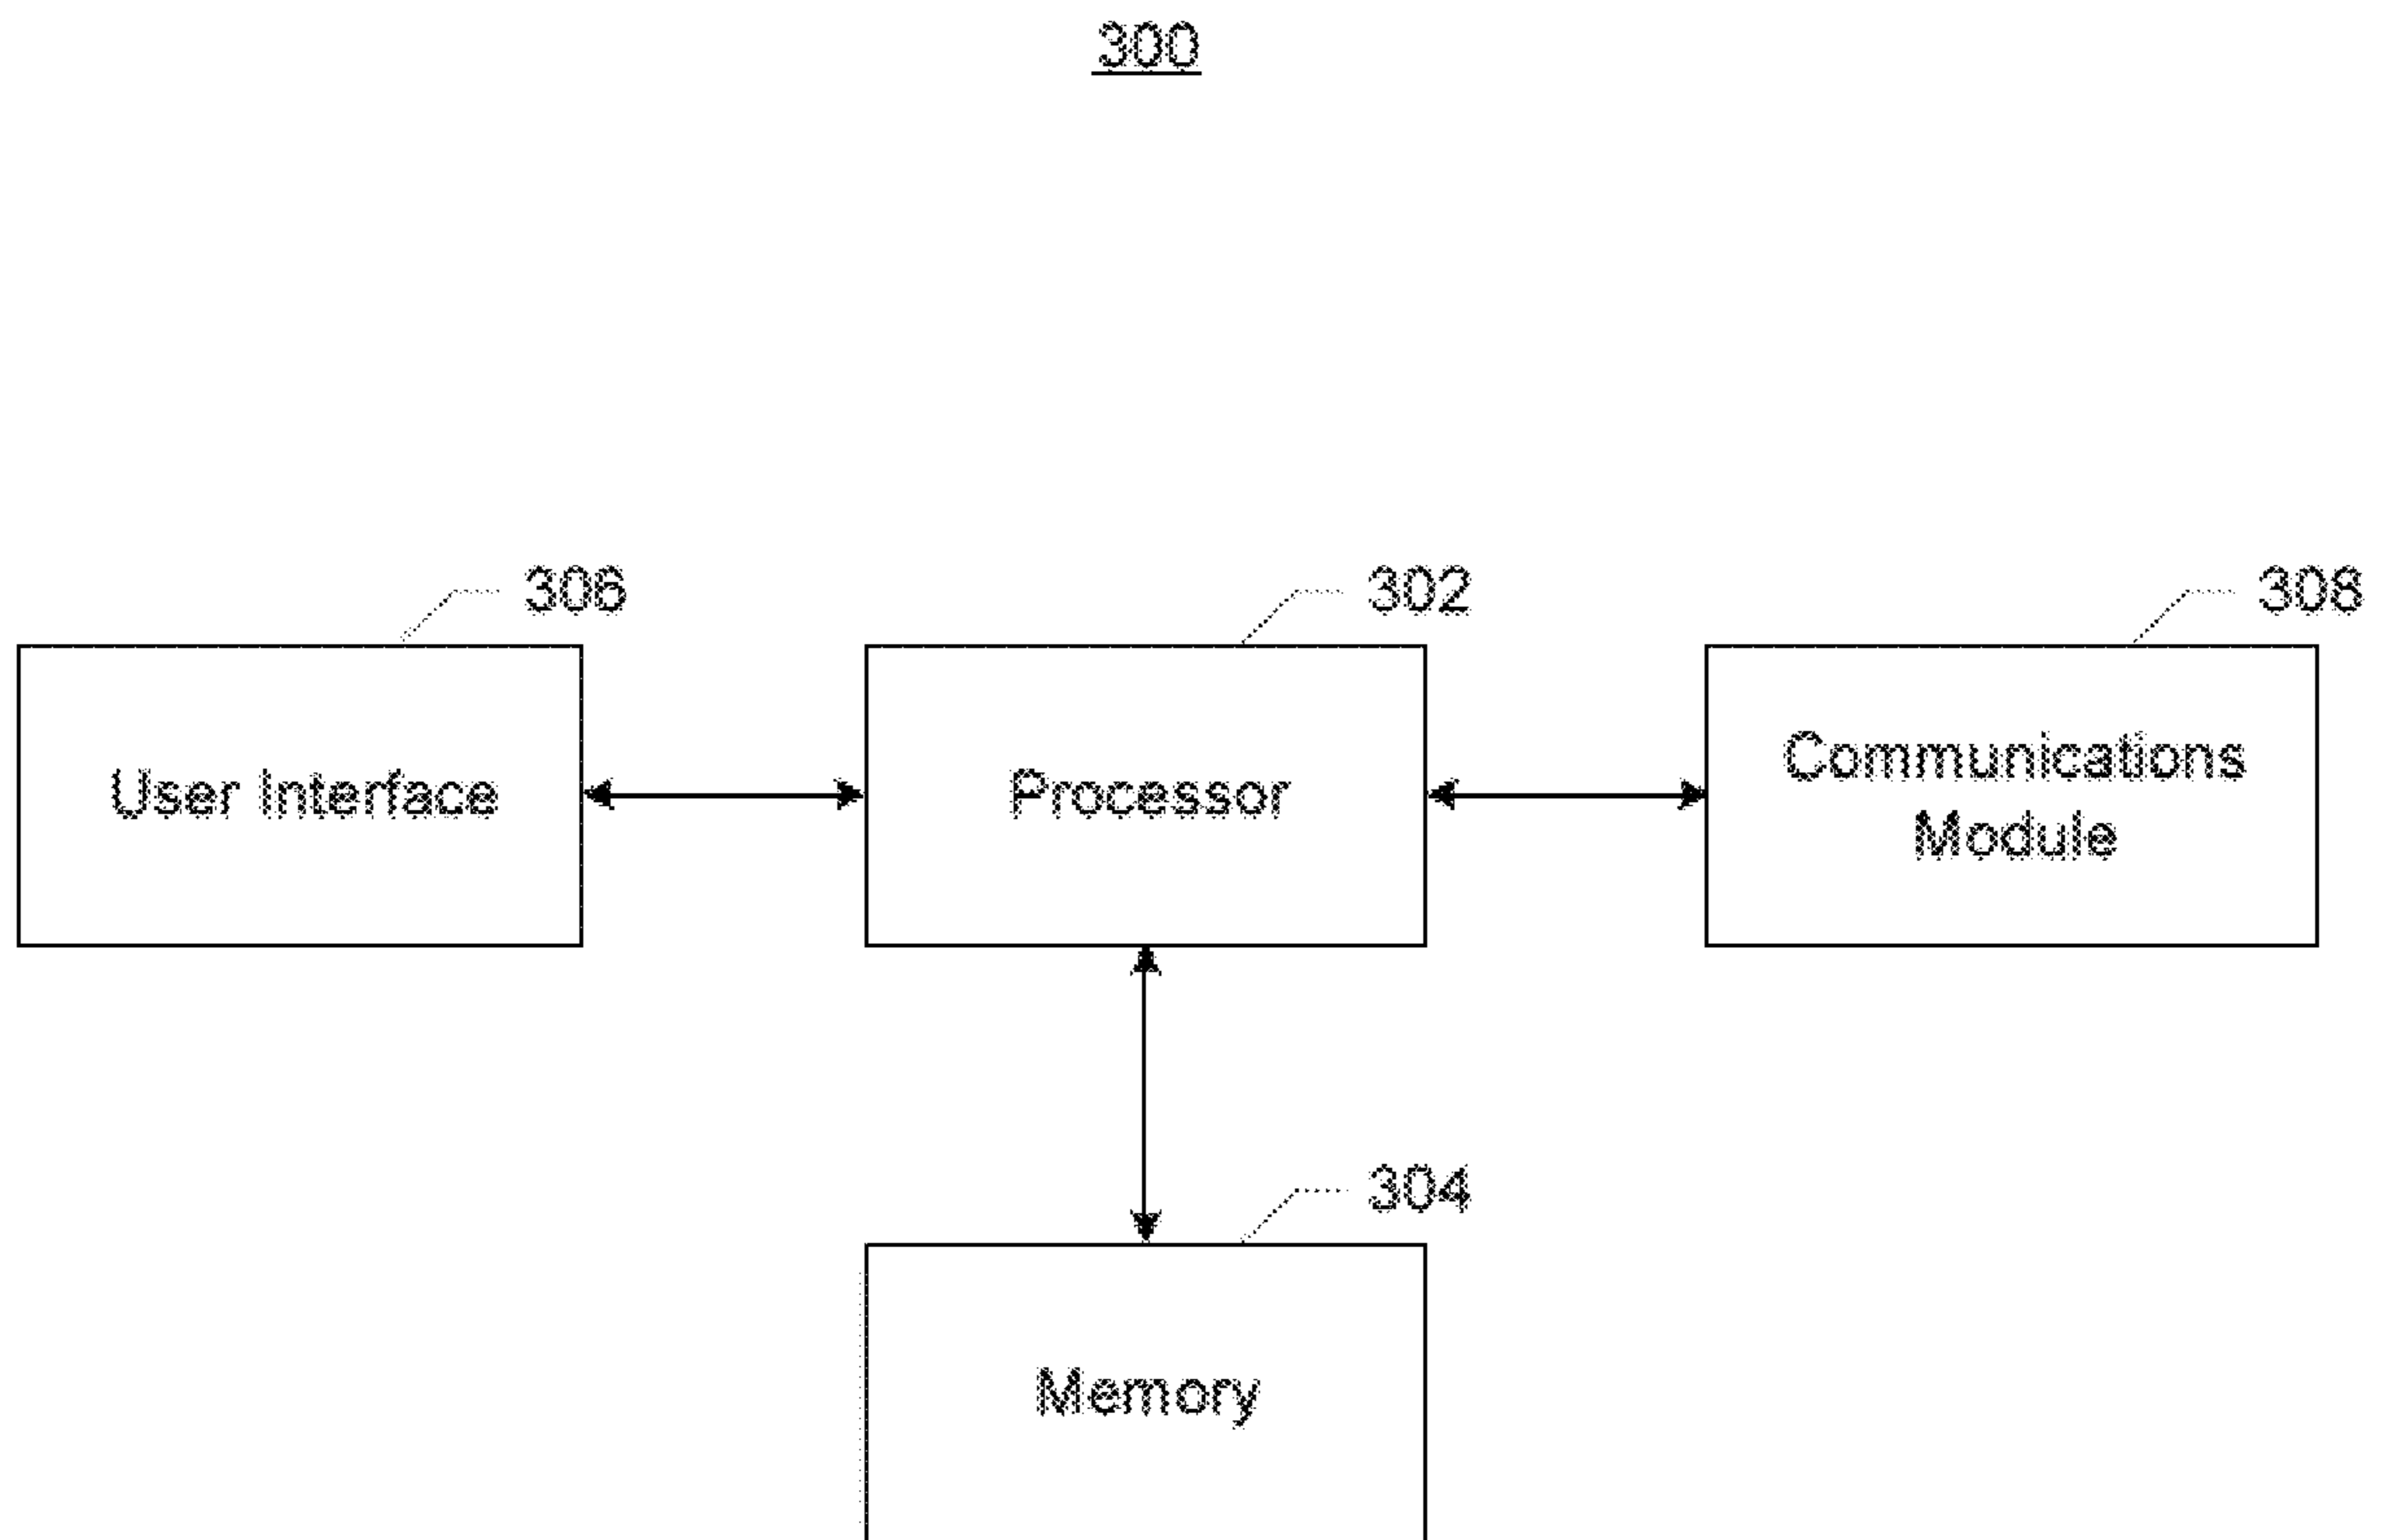 300
306
302
308
User Interface
Processor
Communications
Module
304
Memory